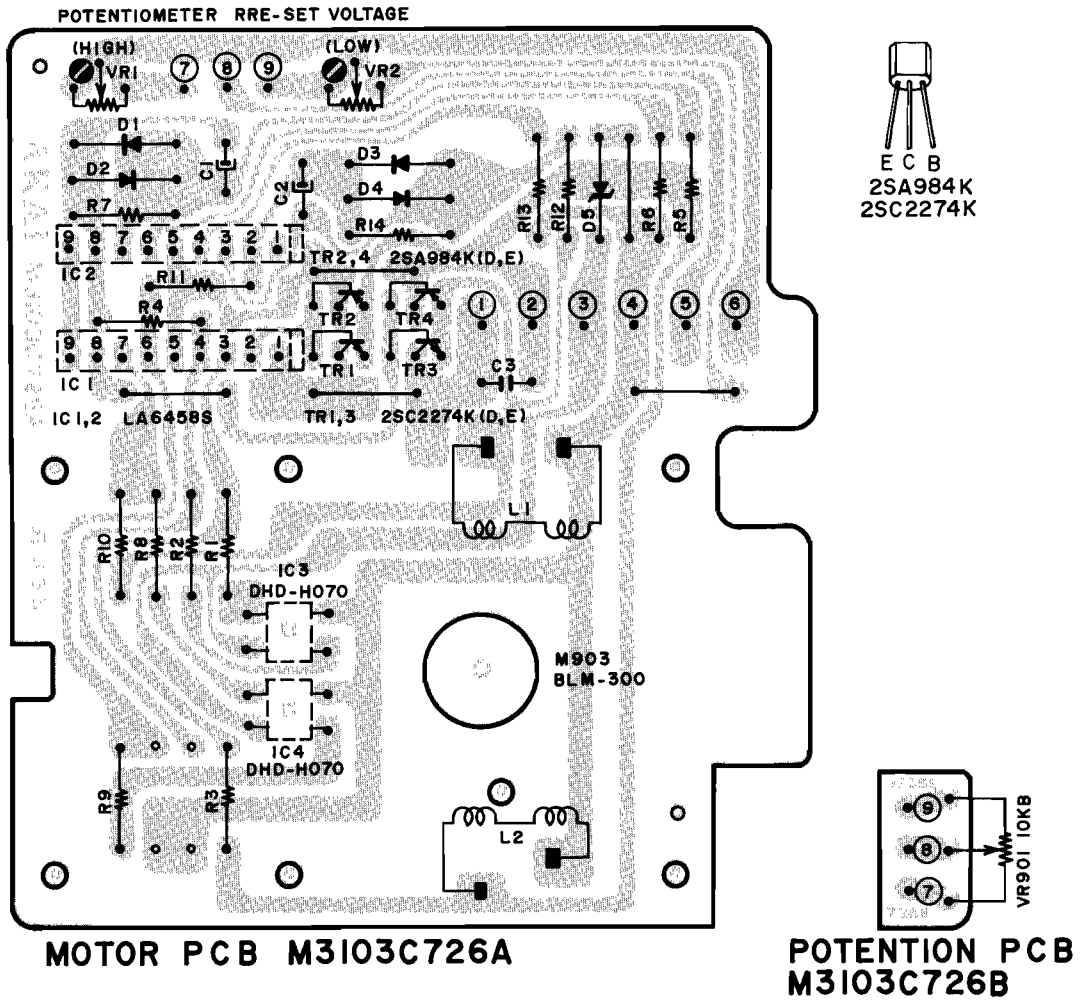 POTENTIOMETER RRE-SET VOLTAGE
(HIGH)
VR1
7 8 9
(LOW)
VR2
D1
D2
R7
C1
C2
D3
D4
R14
R13 R12 D5 R6 R5
E C B
2SA984K
2SC2274K
9 8 7 6 5 4 3 2 1
IC2
R11
TR2,4 2SA984K(D,E)
TR2 TR4
1 2 3 4 5 6
R4
9 8 7 6 5 4 3 2 1
IC1
TR1 TR3
C3
IC1,2 LA6458S
TR1,3 2SC2274K(D,E)
L1
R10 R8 R2 R1
IC3
DHD-H070
M903
BLM-300
IC4
DHD-H070
R9 R3
L2
9
8
7
VR901 10KB
MOTOR PCB M3103C726A
POTENTION PCB
M3103C726B